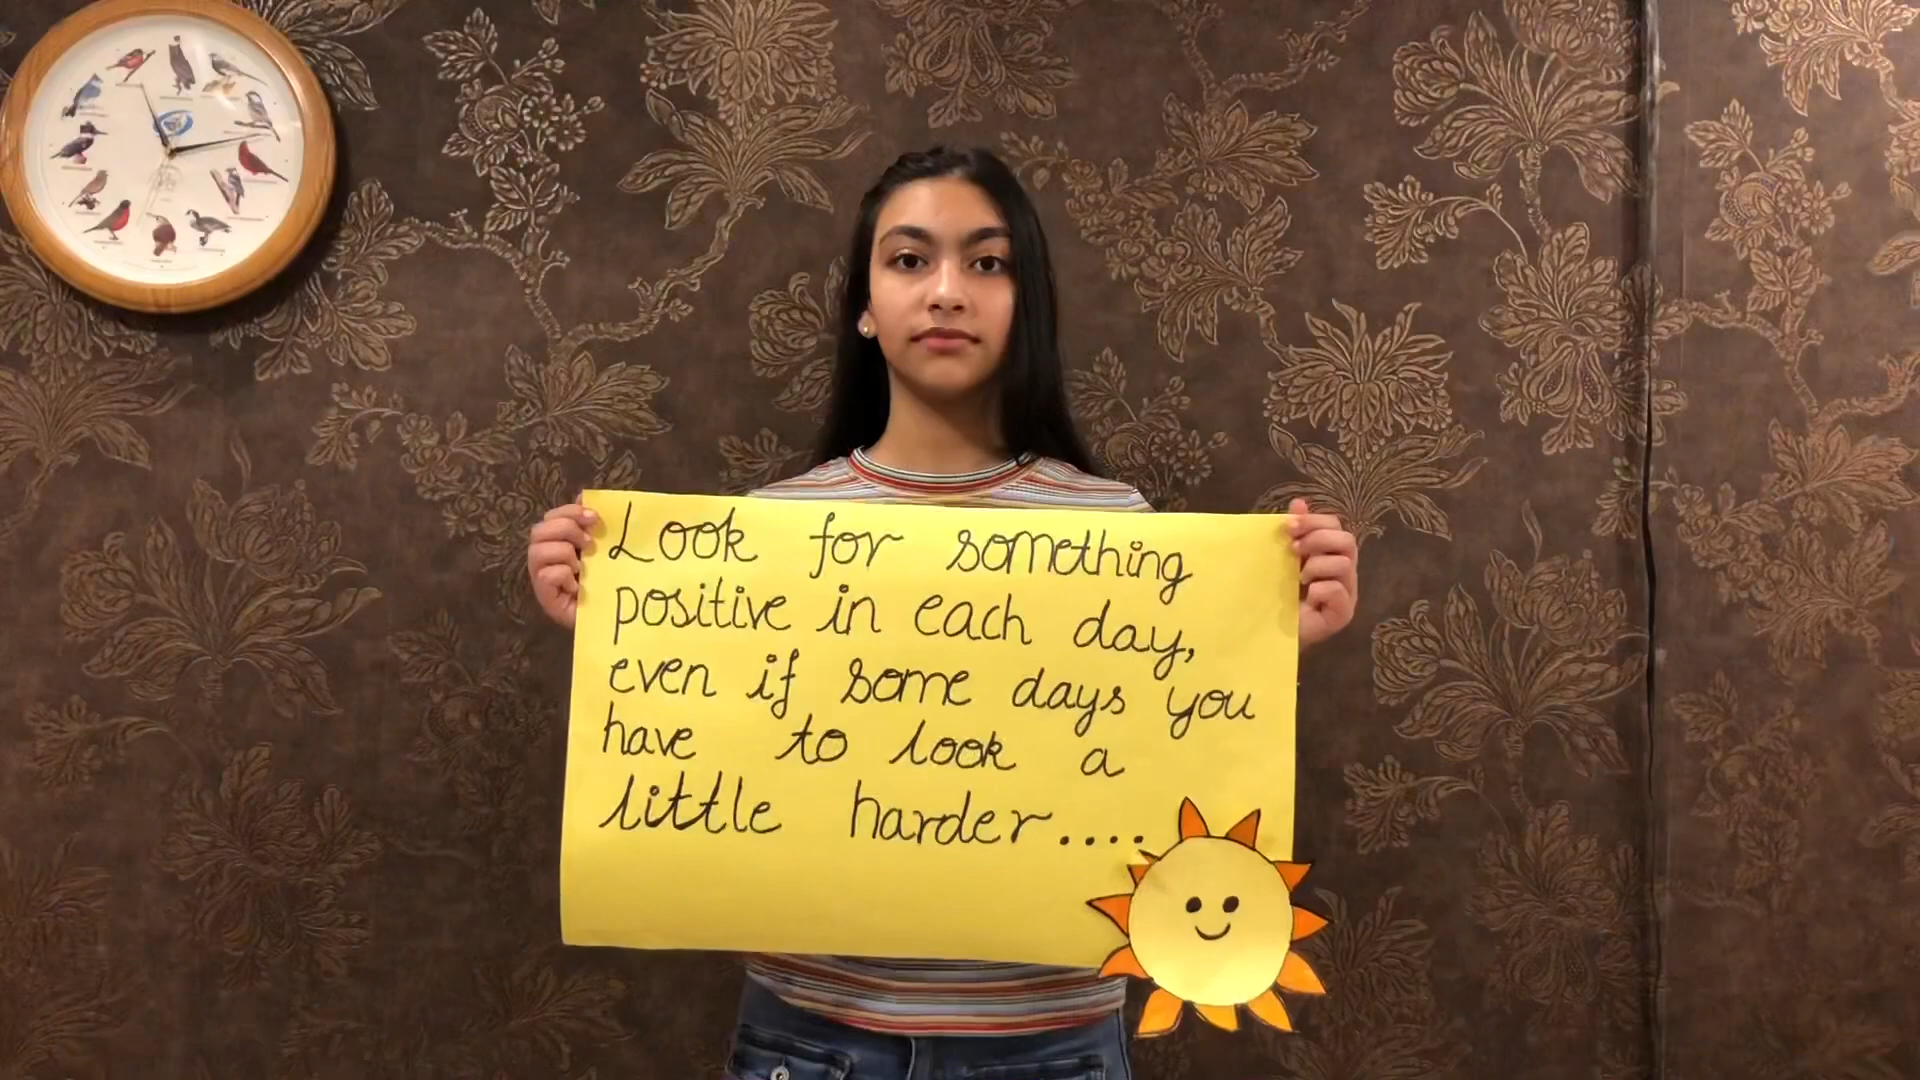 Look for something
positive in each day,
even if some days you
have to look a
little harder....